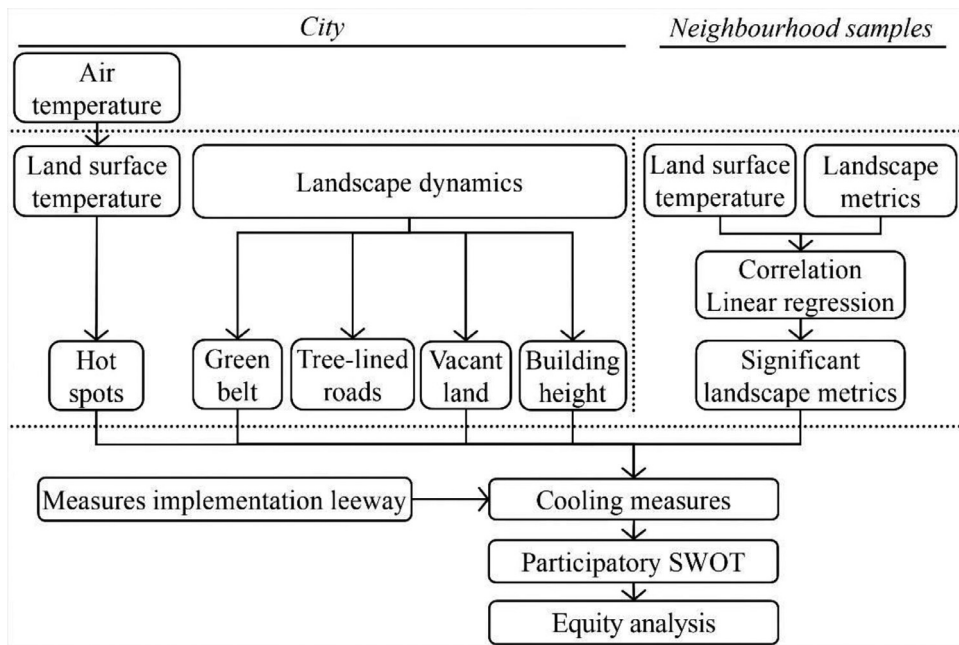 City
Neighbourhood samples
Air
temperature
Land surface
temperature
Landscape dynamics
Land surface
temperature
Landscape
metrics
Correlation
Linear regression
Hot
spots
Green
belt
Tree-lined
roads
Vacant
land
Building
height
Significant
landscape metrics
Measures implementation leeway
Cooling measures
Participatory SWOT
Equity analysis